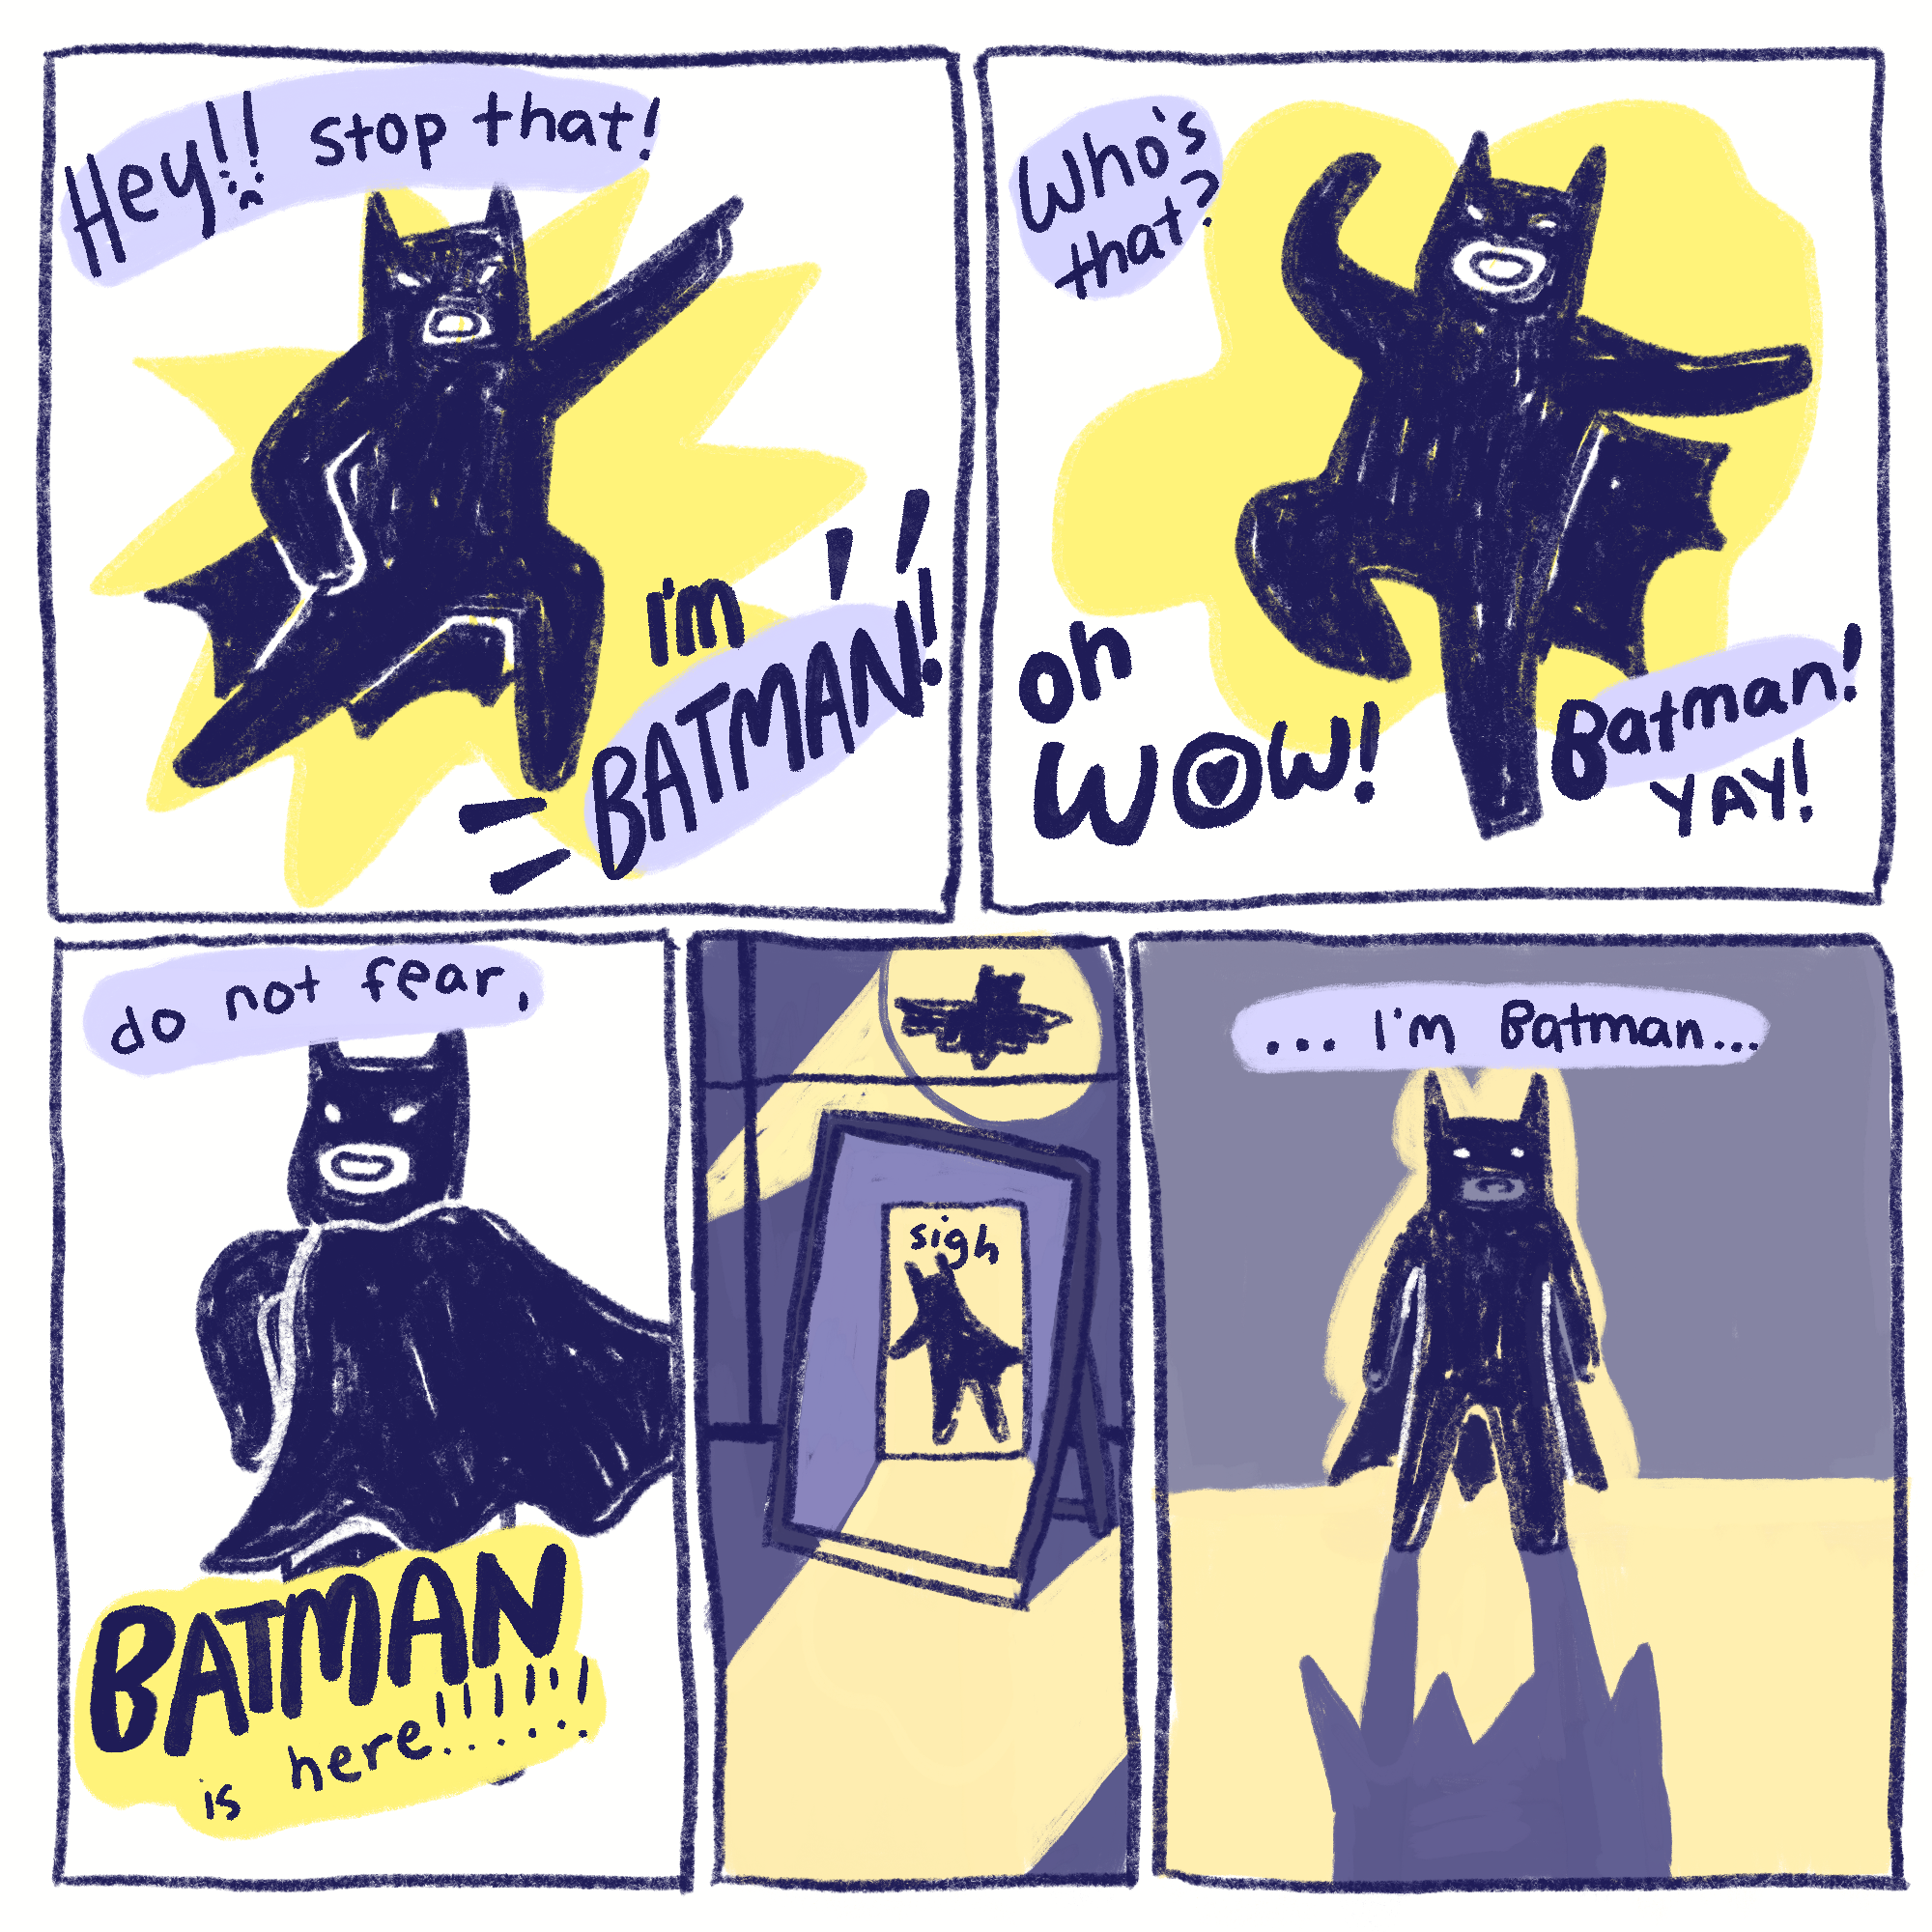 Hey!! Stop that!
I'm
BATMAN!
Who's
that?
oh
WOW!
Batman!
YAY!
do not fear,
BATMAN
is here!!!!!!
sigh
... I'm Batman...